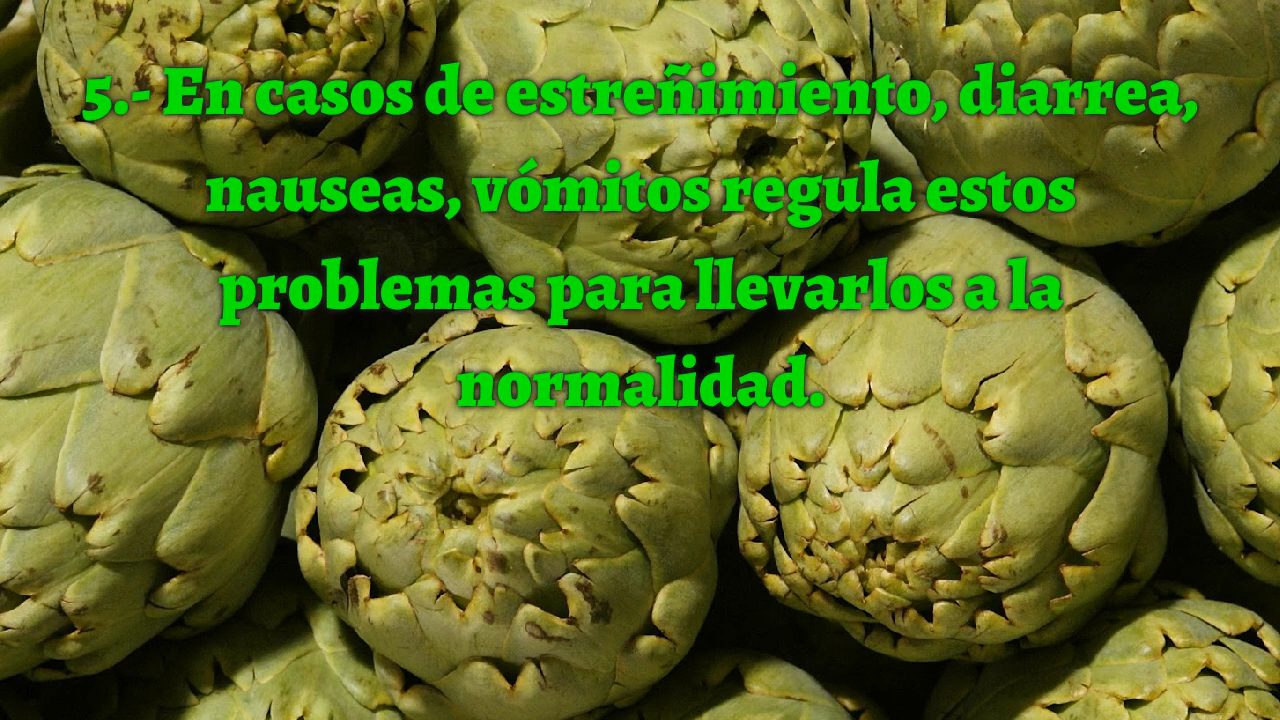 5.- En casos de estreñimiento, diarrea,
nauseas, vómitos regula estos
problemas para llevarlos a la
normalidad.